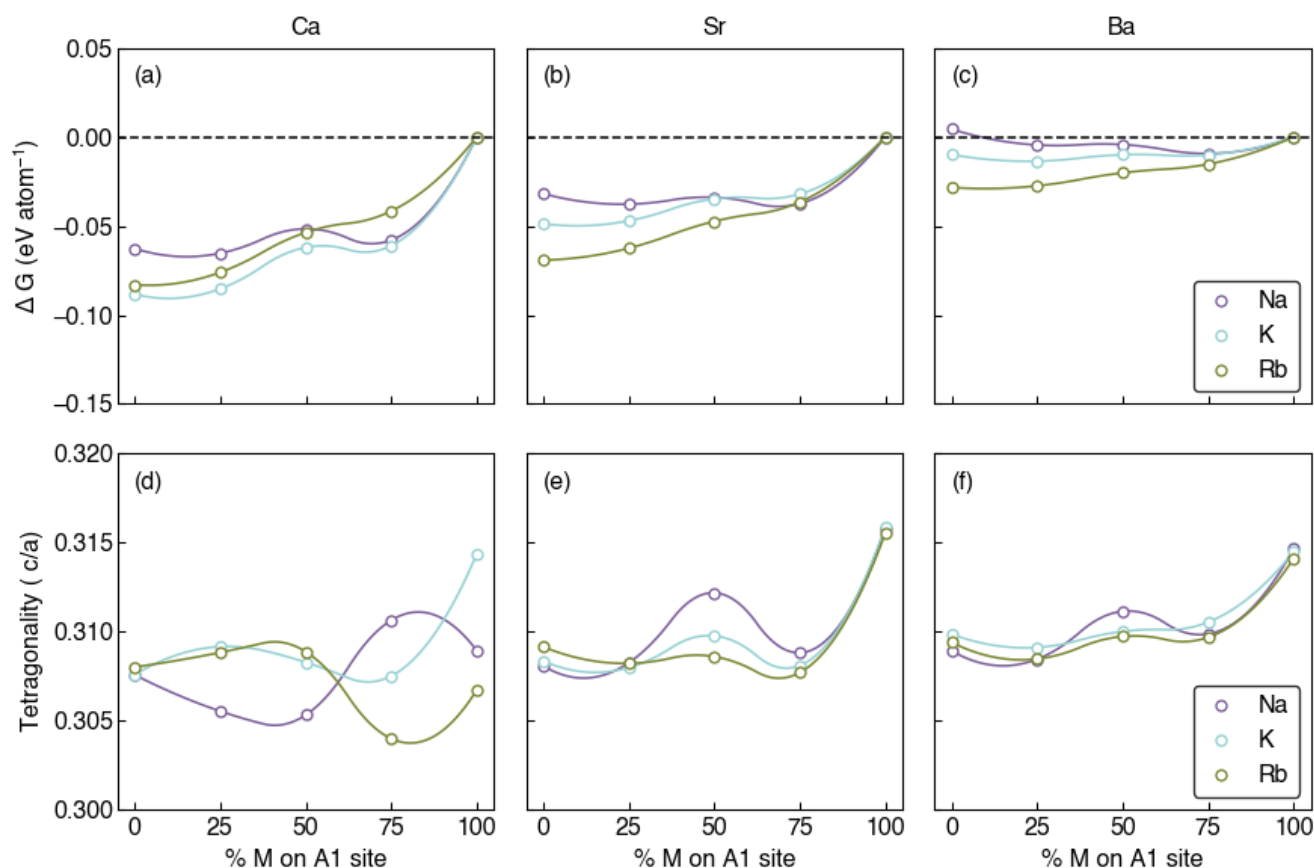 Ca Sr Ba
(a) (b) (c)
0.05
0.00
−0.05
−0.10
−0.15
Δ G (eV atom⁻¹)
Na
K
Rb
(d) (e) (f)
0.320
0.315
0.310
0.305
0.300
Tetragonality ( c/a)
Na
K
Rb
0 25 50 75 100 0 25 50 75 100 0 25 50 75 100
% M on A1 site % M on A1 site % M on A1 site